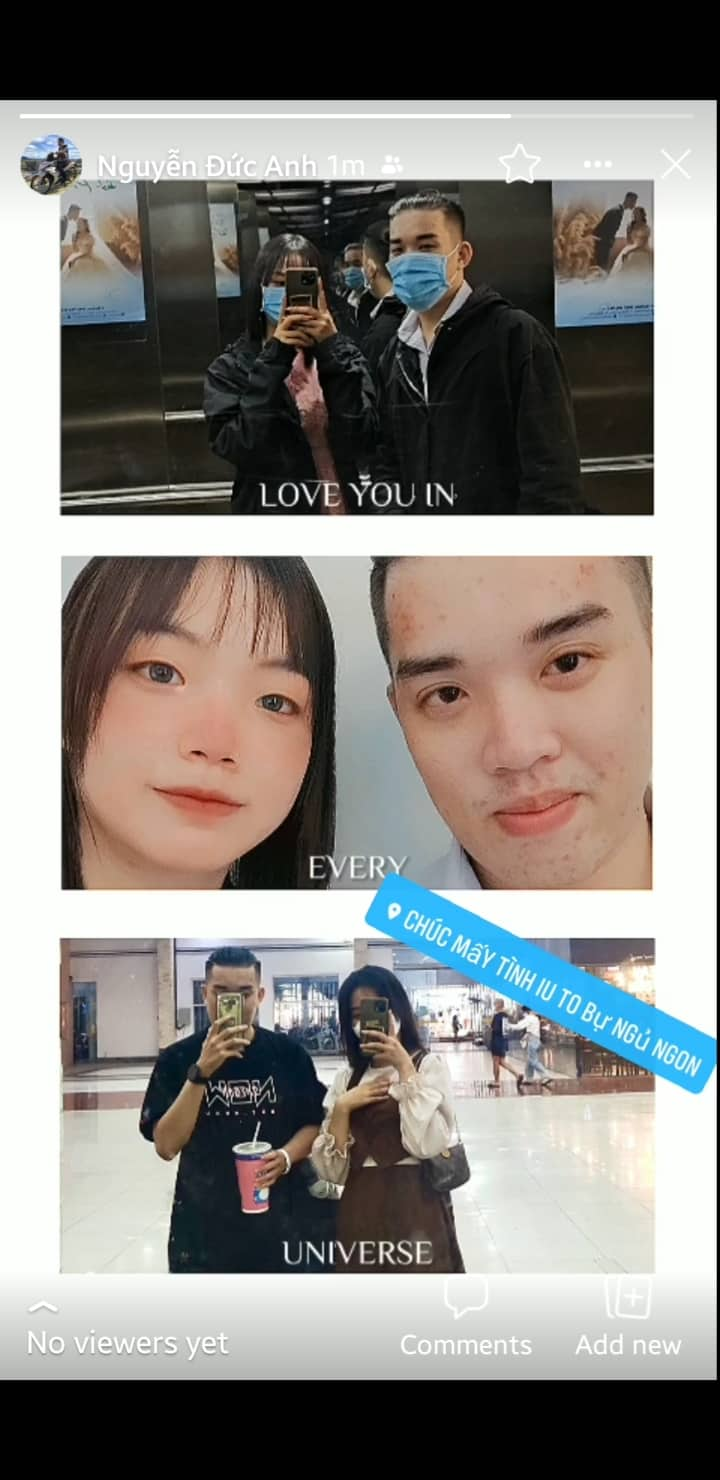 Nguyễn Đức Anh 1m
LOVE YOU IN
EVERY
CHÚC MấY TÌNH IU TO Bự NGủ NGON
UNIVERSE
No viewers yet
Comments
Add new